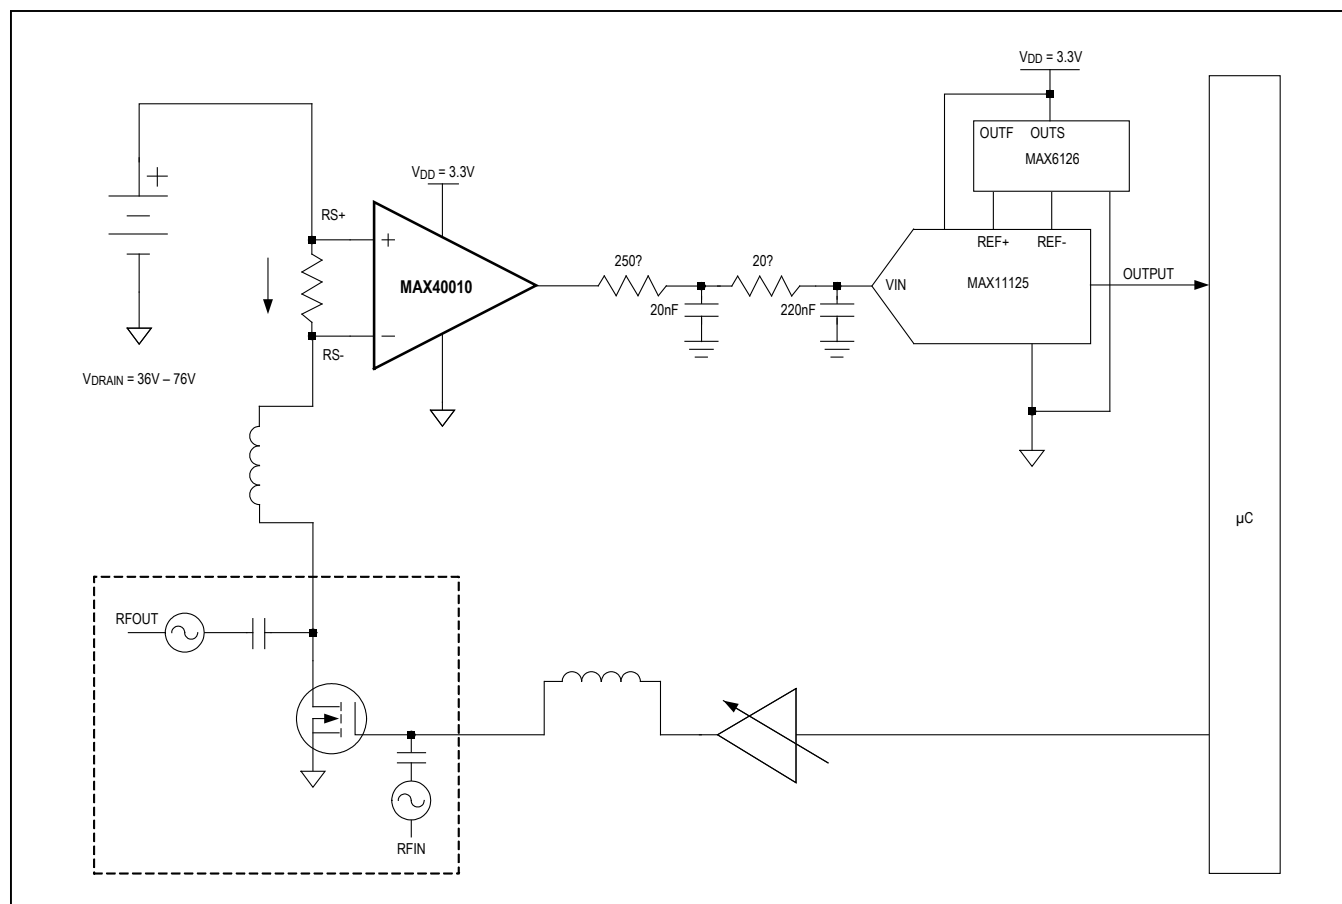 VDD = 3.3V
OUTF OUTS
MAX6126
VDD = 3.3V
RS+
+
+
MAX40010
−
RS-
250?
20?
20nF
220nF
REF+ REF-
VIN
MAX11125
OUTPUT
VDRAIN = 36V – 76V
µC
RFOUT
RFIN